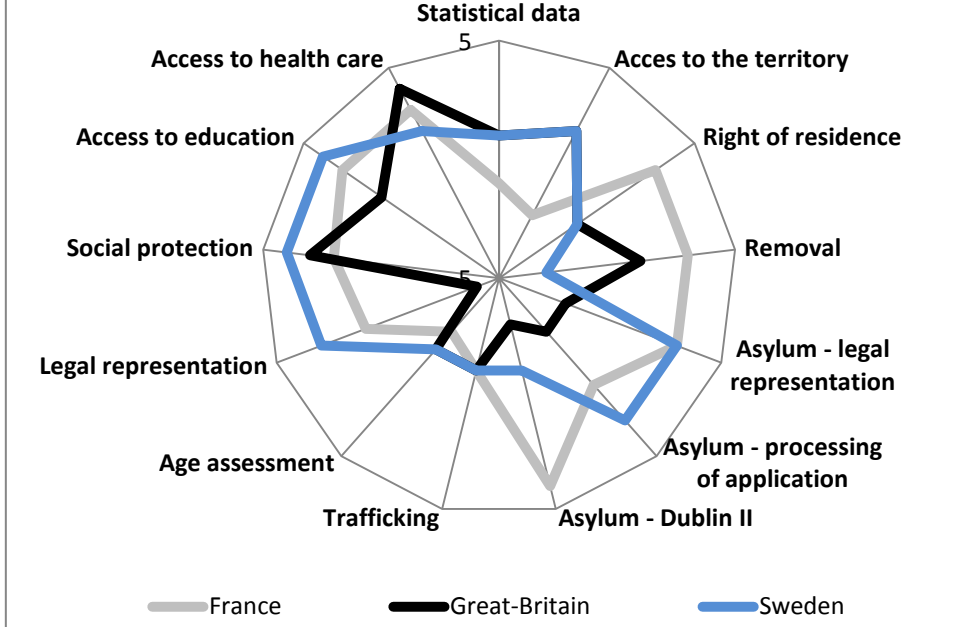 Statistical data
5
Access to health care
Acces to the territory
Access to education
Right of residence
Social protection
Removal
5
Legal representation
Asylum - legal
representation
Age assessment
Asylum - processing
of application
Trafficking
Asylum - Dublin II
France
Great-Britain
Sweden